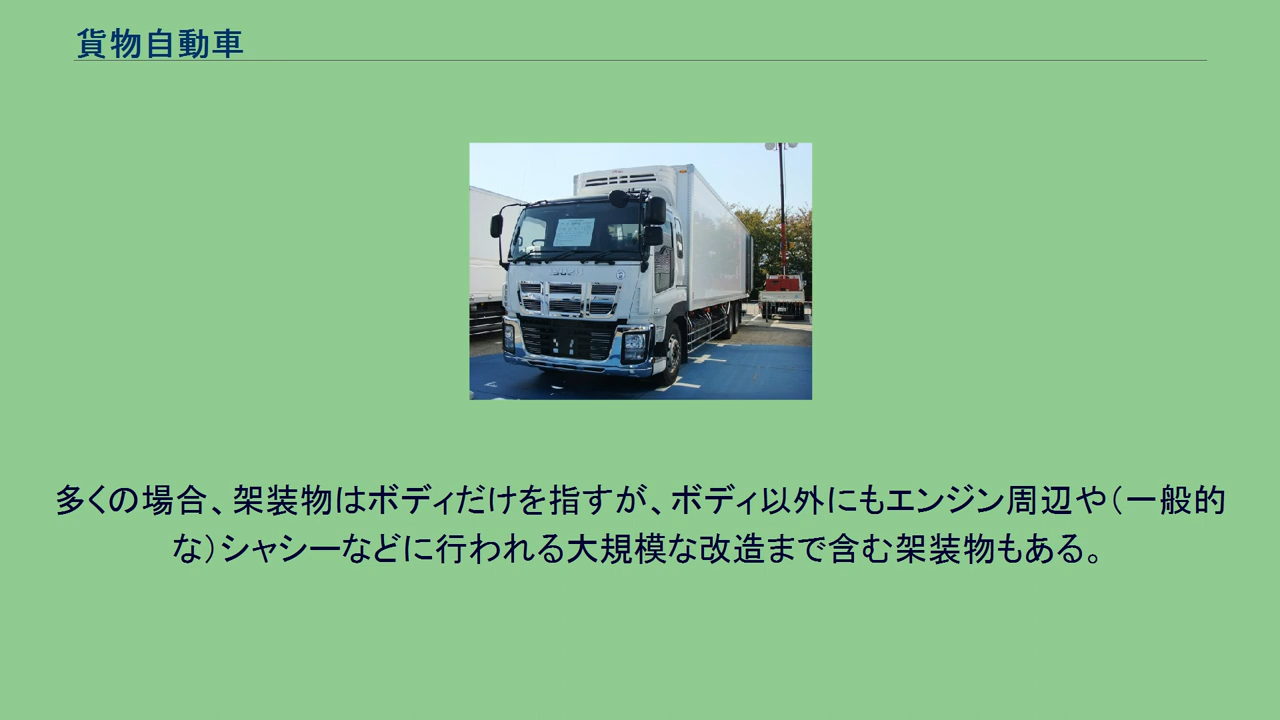 貨物自動車
ISUZU
多くの場合、架装物はボディだけを指すが、ボディ以外にもエンジン周辺や（一般的
な）シャシーなどに行われる大規模な改造まで含む架装物もある。